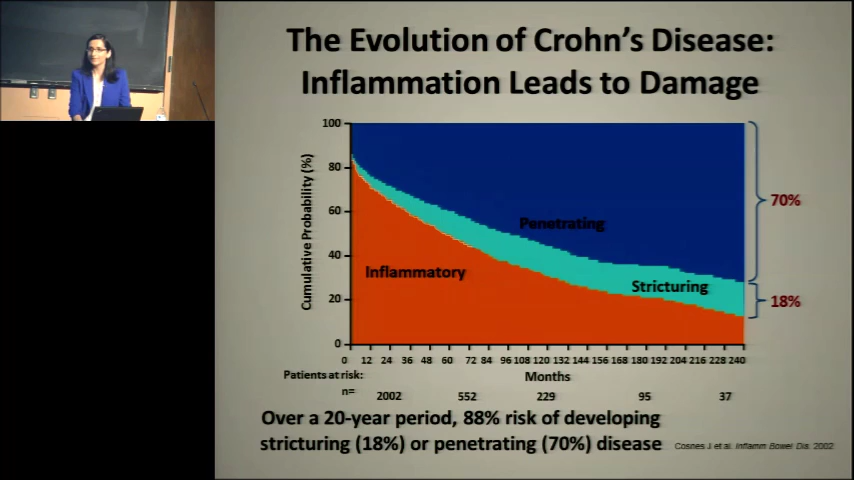 The Evolution of Crohn's Disease:
Inflammation Leads to Damage
Cumulative Probability (%)
100
80
60
40
20
0
Penetrating
Inflammatory
Stricturing
70%
18%
0 12 24 36 48 60 72 84 96 108 120 132 144 156 168 180 192 204 216 228 240
Patients at risk:
Months
n=
2002 552 229 95 37
Over a 20-year period, 88% risk of developing
stricturing (18%) or penetrating (70%) disease
Cosnes J et al. Inflamm Bowel Dis. 2002